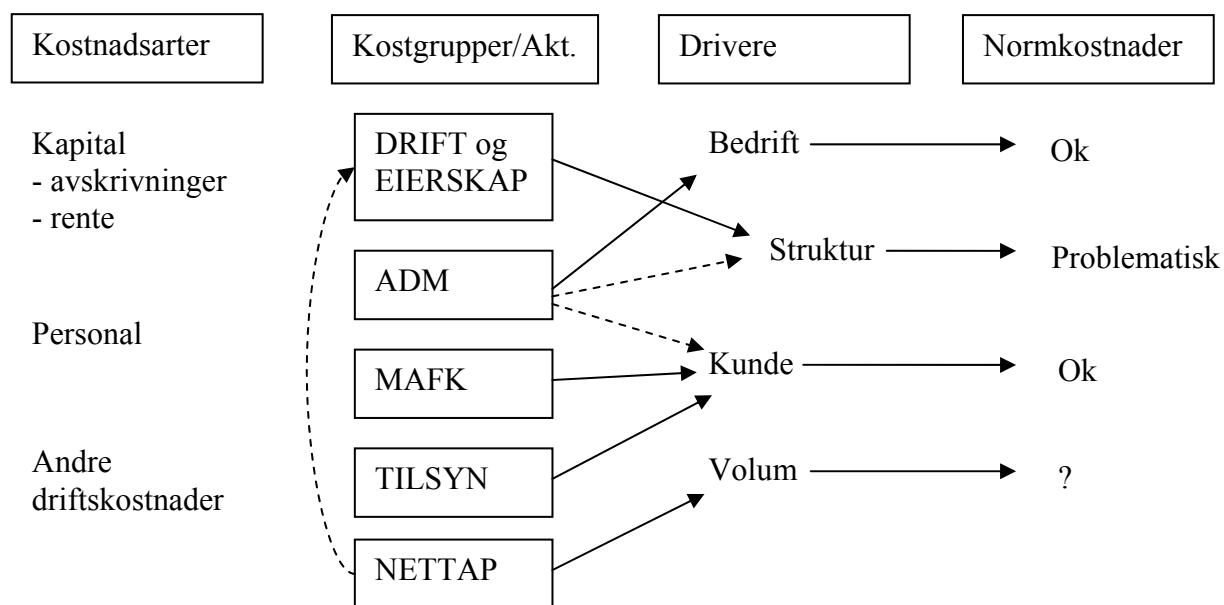 Kostnadsarter
Kostgrupper/Akt.
Drivere
Normkostnader
Kapital
- avskrivninger
- rente
Personal
Andre
driftskostnader
DRIFT og
EIERSKAP
ADM
MAFK
TILSYN
NETTAP
Bedrift
Struktur
Kunde
Volum
Ok
Problematisk
Ok
?